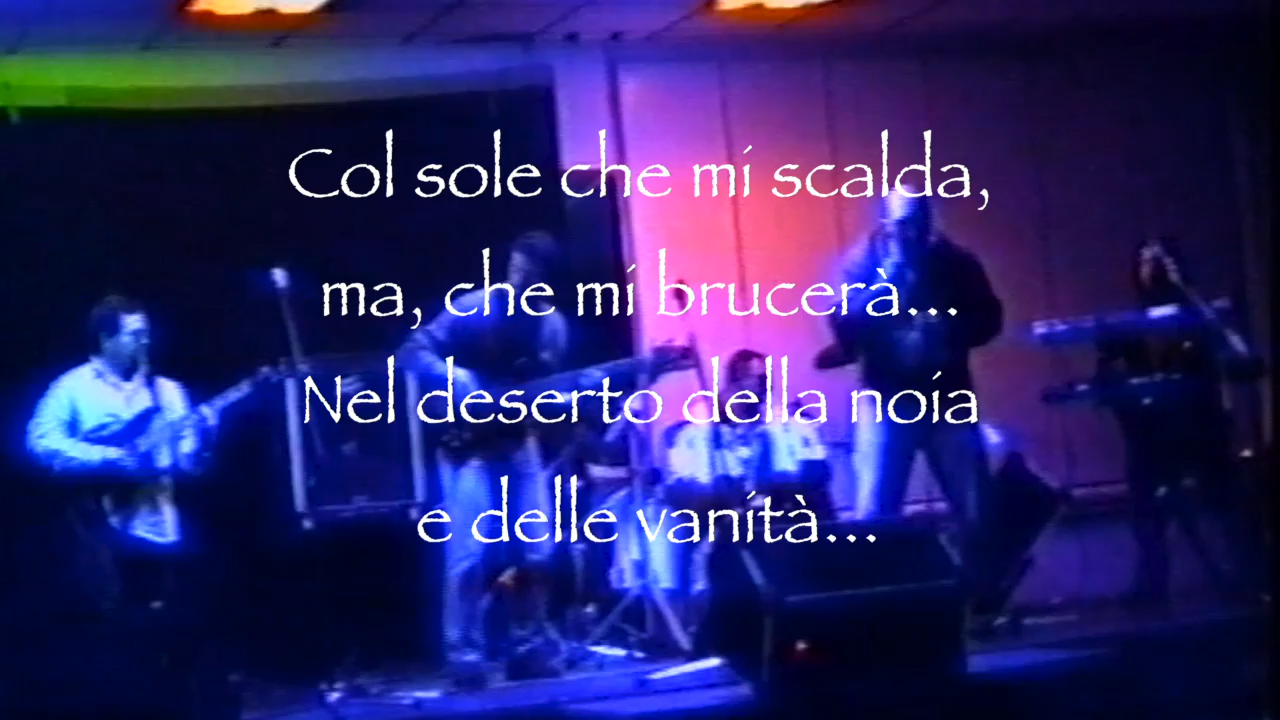 Col sole che mi scalda,
ma, che mi brucerà...
Nel deserto della noia
e delle vanità...